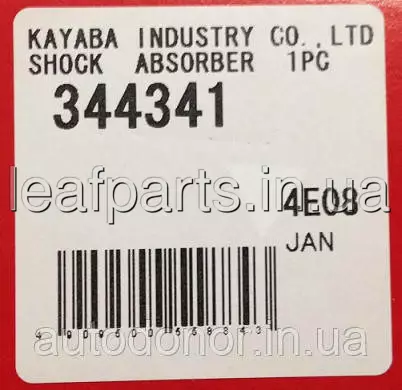 KAYABA INDUSTRY CO.,LTD
SHOCK ABSORBER 1PC
344341
leafparts.in.ua
4E08
JAN
autodonor.in.ua